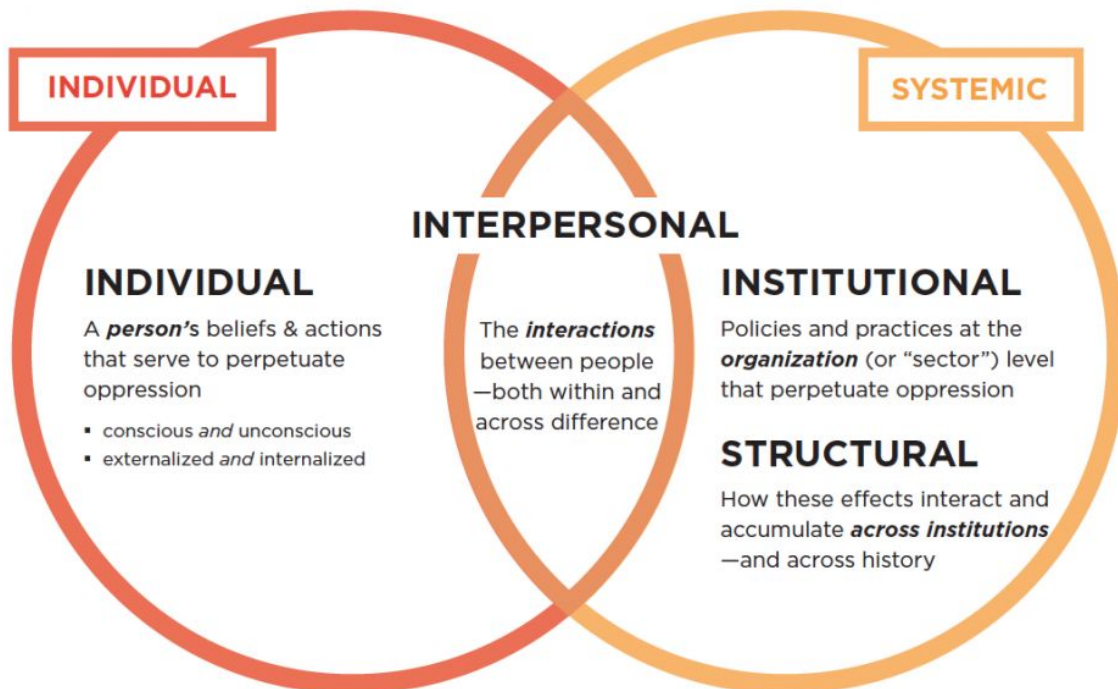 INDIVIDUAL
SYSTEMIC
INTERPERSONAL
INDIVIDUAL
A person's beliefs & actions
that serve to perpetuate
oppression
▪ conscious and unconscious
▪ externalized and internalized
The interactions
between people
—both within and
across difference
INSTITUTIONAL
Policies and practices at the
organization (or “sector”) level
that perpetuate oppression
STRUCTURAL
How these effects interact and
accumulate across institutions
—and across history